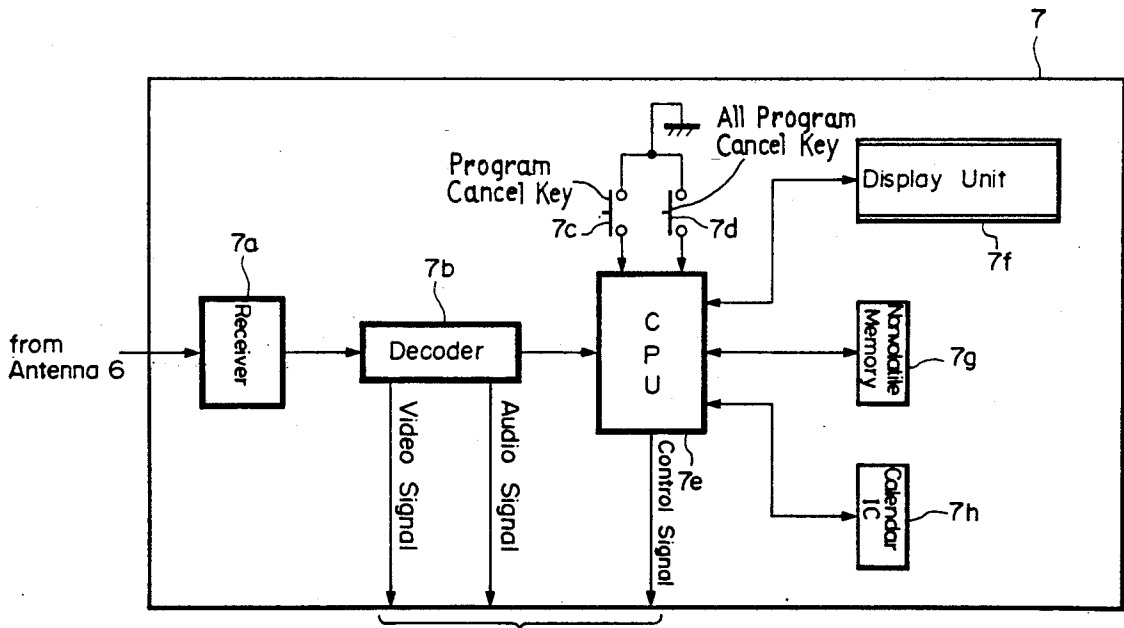 7
All Program
Cancel Key
Program
Cancel Key
7c
7d
Display Unit
7f
7a
7b
Receiver
Decoder
C
P
U
from
Antenna 6
Nonvolatile
Memory
7g
Video Signal
Audio Signal
Control Signal
7e
Calendar
IC
7h